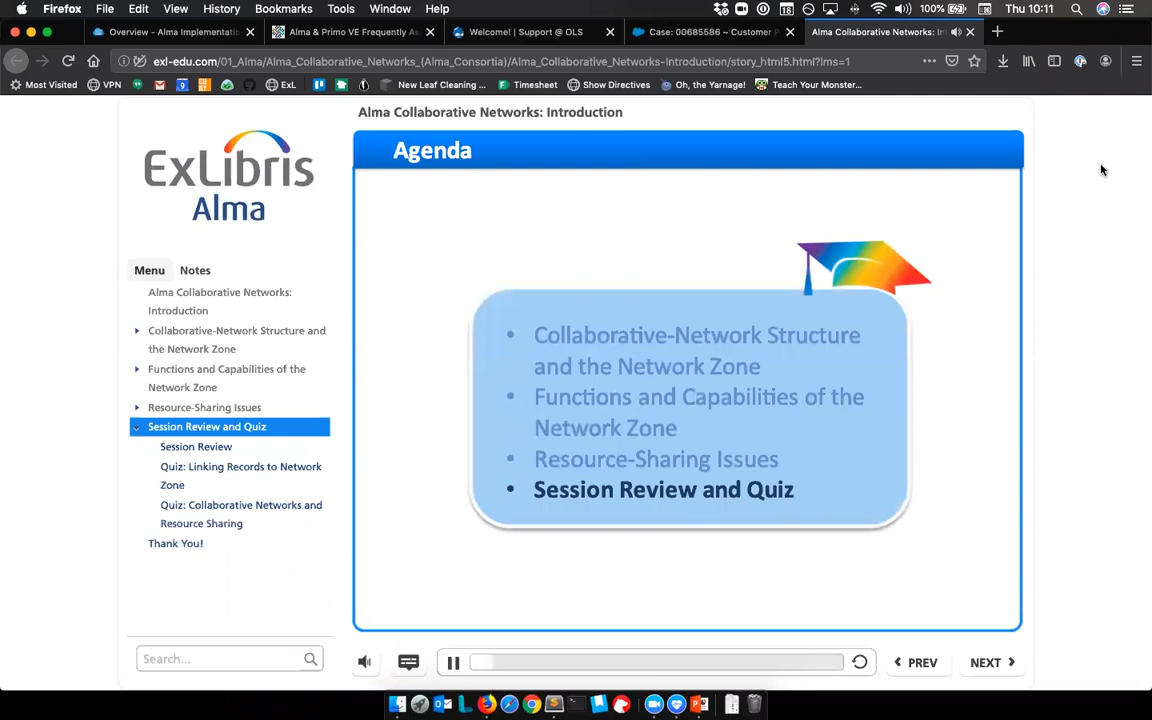 Firefox File Edit View History Bookmarks Tools Window Help 18 100% Thu 10:11
Overview - Alma Implementati
Alma & Primo VE Frequently As
Welcome! | Support @ OLS
Case: 00685586 ~ Customer P
Alma Collaborative Networks: In
exl-edu.com/01_Alma/Alma_Collaborative_Networks_(Alma_Consortia)/Alma_Collaborative_Networks-Introduction/story_html5.html?lms=1
Most Visited VPN 9 ExL New Leaf Cleaning ... Timesheet Show Directives Oh, the Yarnage! Teach Your Monster...
Alma Collaborative Networks: Introduction
Agenda
ExLibris
Alma
Menu Notes
Alma Collaborative Networks:
Introduction
Collaborative-Network Structure and
the Network Zone
Functions and Capabilities of the
Network Zone
Resource-Sharing Issues
Session Review and Quiz
Session Review
Quiz: Linking Records to Network
Zone
Quiz: Collaborative Networks and
Resource Sharing
Thank You!
• Collaborative-Network Structure
and the Network Zone
• Functions and Capabilities of the
Network Zone
• Resource-Sharing Issues
• Session Review and Quiz
Search...
PREV
NEXT